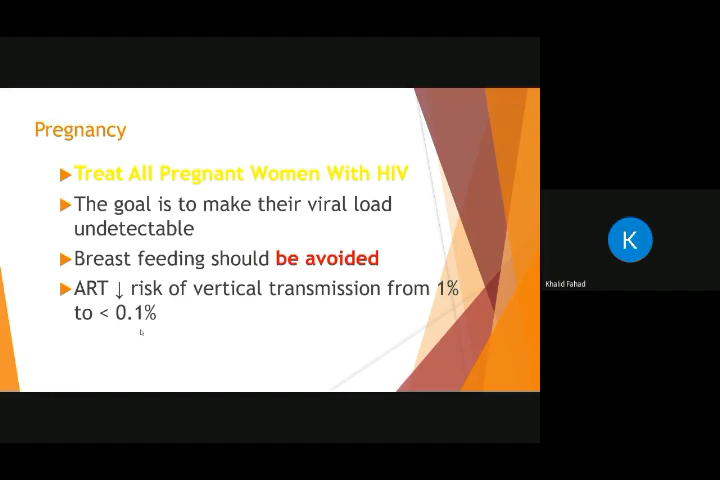 Pregnancy
Treat All Pregnant Women With HIV
The goal is to make their viral load
undetectable
Breast feeding should be avoided
ART ↓ risk of vertical transmission from 1%
to < 0.1%
K
Khalid Fahad